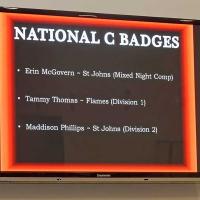 NATIONAL C BADGES
• Erin McGovern ~ St Johns (Mixed Night Comp)
• Tammy Thomas ~ Flames (Division 1)
• Maddison Phillips ~ St Johns (Division 2)